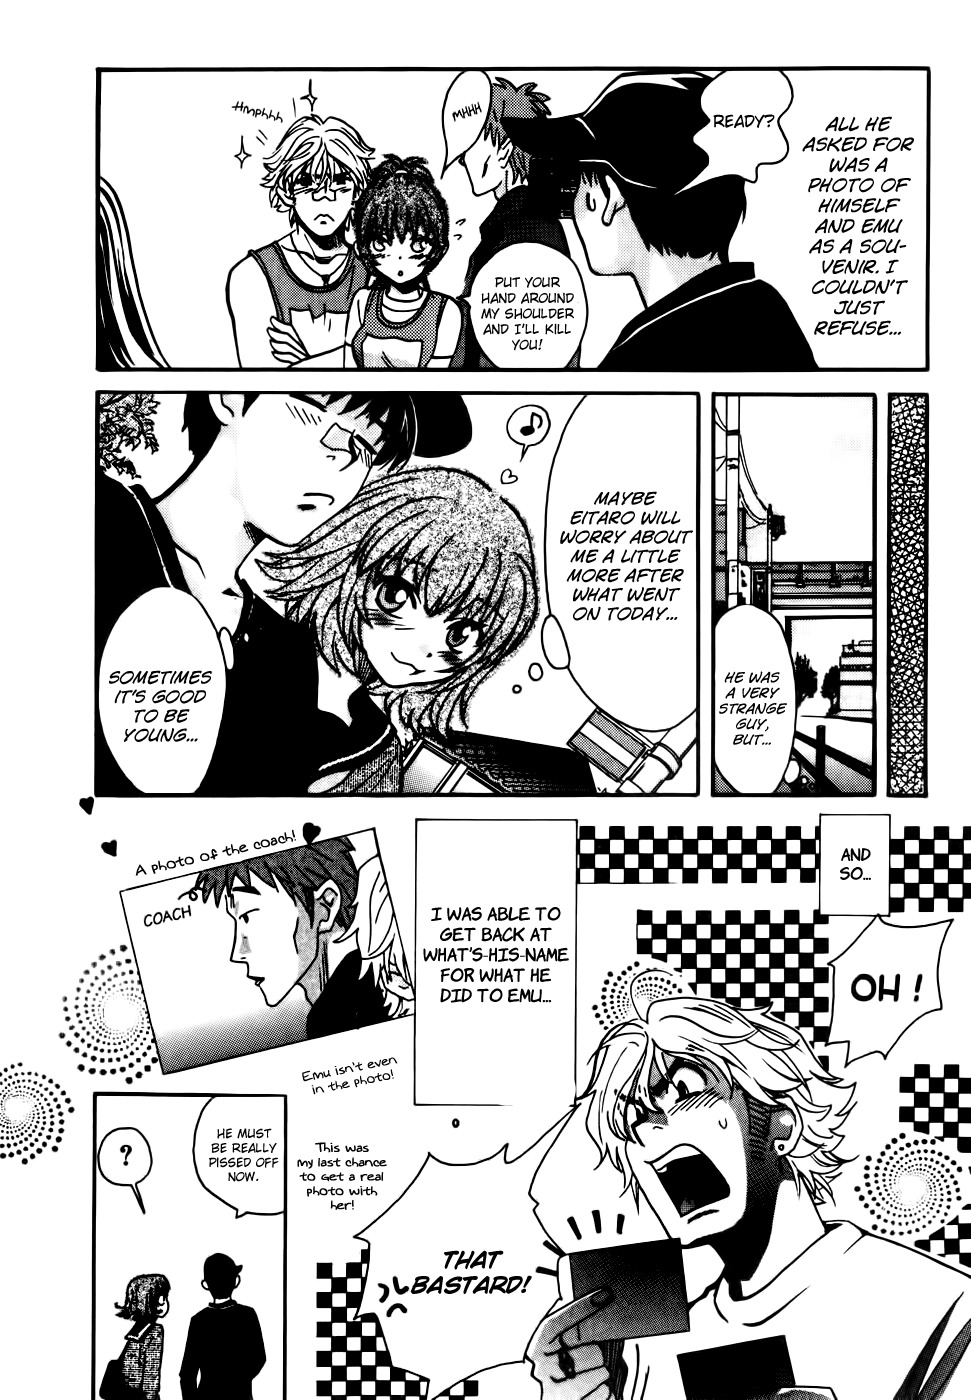 ALL HE
ASKED FOR
WAS A
PHOTO OF
HIMSELF
AND EMU
AS A SOU-
VENIR. I
COULDN'T
JUST
REFUSE...
READY?
MHHH
Hmphhh
PUT YOUR
HAND AROUND
MY SHOULDER
AND I'LL KILL
YOU!
HE WAS
A VERY
STRANGE
GUY,
BUT...
MAYBE
EITARO WILL
WORRY ABOUT
ME A LITTLE
MORE AFTER
WHAT WENT
ON TODAY...
SOMETIMES
IT'S GOOD
TO BE
YOUNG...
AND
SO...
OH!
I WAS ABLE TO
GET BACK AT
WHAT'S-HIS-NAME
FOR WHAT HE
DID TO EMU...
A photo of the coach!
COACH
Emu isn't even
in the photo!
This was
my last chance
to get a real
photo with
her!
THAT
BASTARD!
HE MUST
BE REALLY
PISSED OFF
NOW.
?